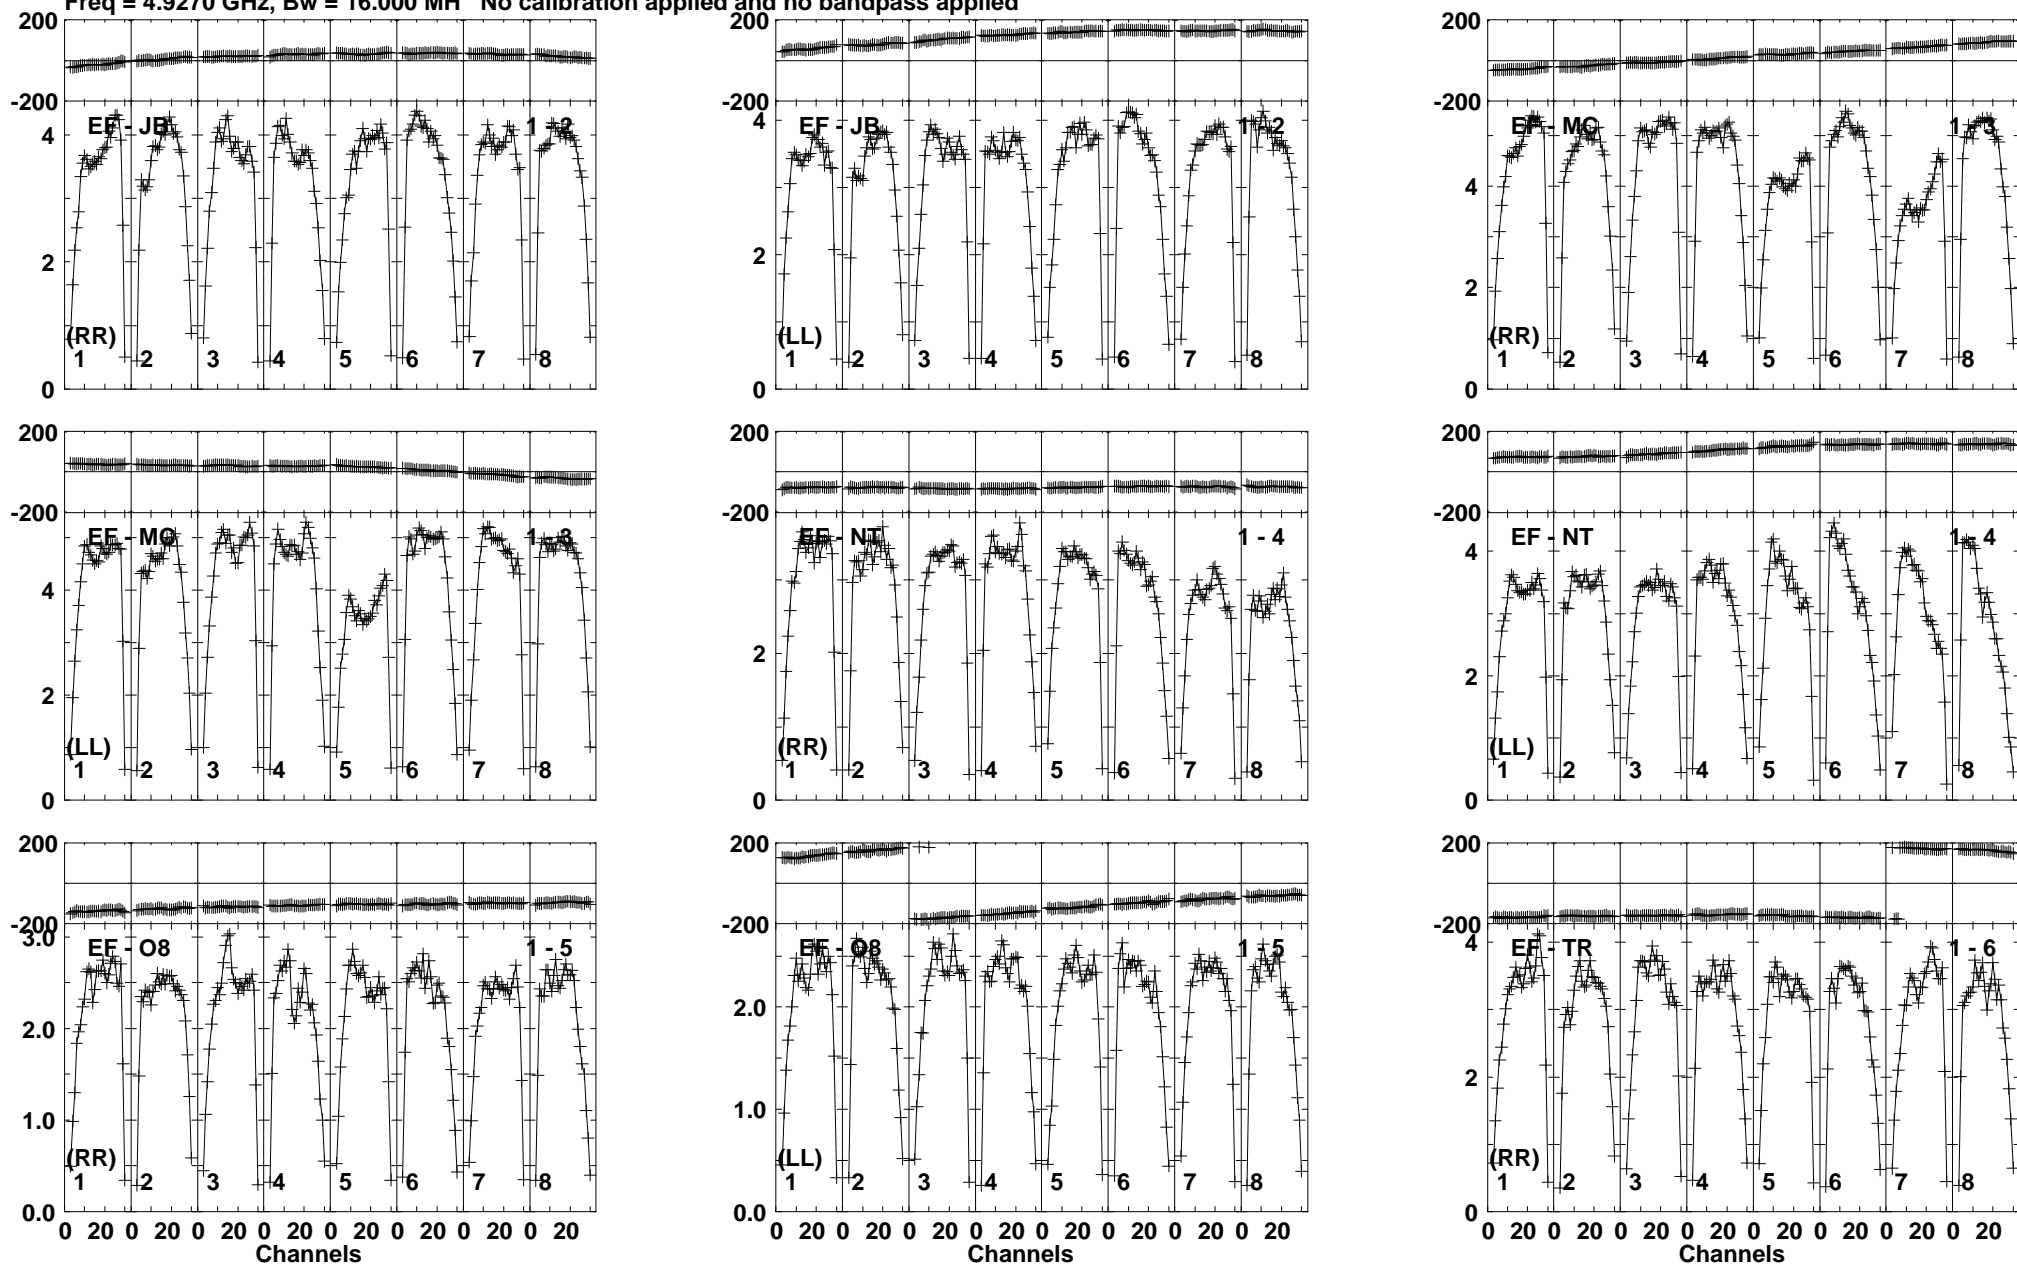 Freq = 4.9270 GHz, Bw = 16.000 MH No calibration applied and no bandpass applied
200 200 200
-200 -200 -200
EF - JB 1 - 2 EF - JB 1 - 2 EF - MC 1 - 3
4 4
4
2 2 2
(RR) (LL) (RR)
1 2 3 4 5 6 7 8 1 2 3 4 5 6 7 8 1 2 3 4 5 6 7 8
0 0 0
200 200 200
-200 -200 -200
EF - MC 1 - 3 EF - NT 1 - 4 EF - NT 1 - 4
4 4
2 2 2
(LL) (RR) (LL)
1 2 3 4 5 6 7 8 1 2 3 4 5 6 7 8 1 2 3 4 5 6 7 8
0 0 0
200 200 200
-200 -200 -200
3.0 EF - O8 1 - 5 EF - O8 1 - 5 4 EF - TR 1 - 6
2.0 2.0 2
1.0 1.0
(RR) (LL) (RR)
1 2 3 4 5 6 7 8 1 2 3 4 5 6 7 8 1 2 3 4 5 6 7 8
0.0 0.0 0
0 20 0 20 0 20 0 20 0 20 0 20 0 20 0 20 0 20 0 20 0 20 0 20 0 20 0 20 0 20 0 20 0 20 0 20 0 20 0 20 0 20 0 20 0 20 0 20
Channels Channels Channels